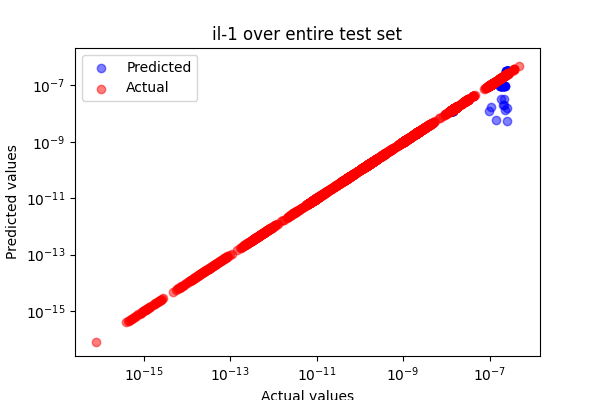 il-1 over entire test set
Predicted
Actual
10⁻⁷
10⁻⁹
10⁻¹¹
10⁻¹³
10⁻¹⁵
Predicted values
10⁻¹⁵ 10⁻¹³ 10⁻¹¹ 10⁻⁹ 10⁻⁷
Actual values